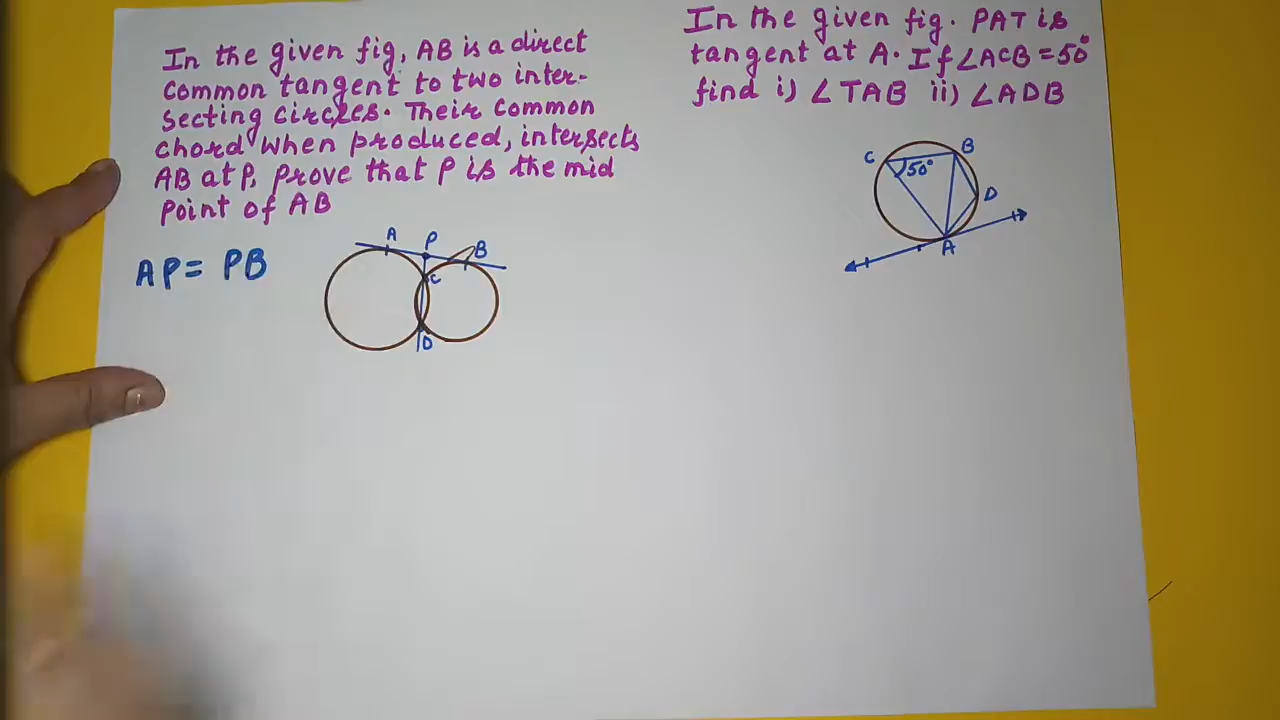 In the given fig, AB is a direct
common tangent to two inter-
secting circles. Their common
chord when produced, intersects
AB at P, prove that P is the mid
point of AB
AP = PB
A P B
C
D
In the given fig. PAT is
tangent at A. If ∠ACB = 50°
find i) ∠TAB ii) ∠ADB
C B
50°
D
A